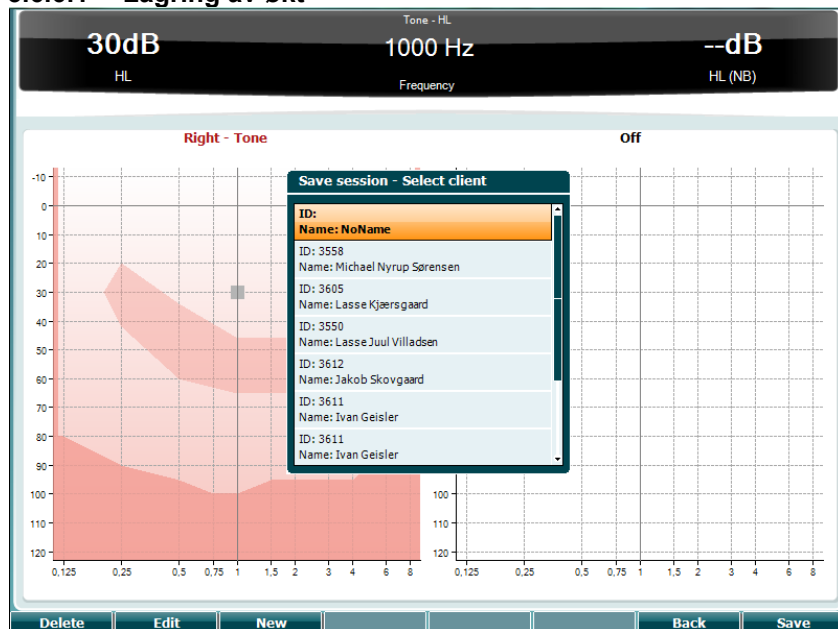 Lagring av økt
Tone - HL
30dB
1000 Hz
--dB
HL
Frequency
HL (NB)
Right - Tone
Off
Save session - Select client
ID:
Name: NoName
ID: 3558
Name: Michael Nyrup Sørensen
ID: 3605
Name: Lasse Kjærsgaard
ID: 3550
Name: Lasse Juul Villadsen
ID: 3612
Name: Jakob Skovgaard
ID: 3611
Name: Ivan Geisler
ID: 3611
Name: Ivan Geisler
-10
0
10
20
30
40
50
60
70
80
90
100
110
120
100
110
120
0,125 0,25 0,5 0,75 1 1,5 2 3 4 6 8
0,125 0,25 0,5 0,75 1 1,5 2 3 4 6 8
Delete Edit New Back Save